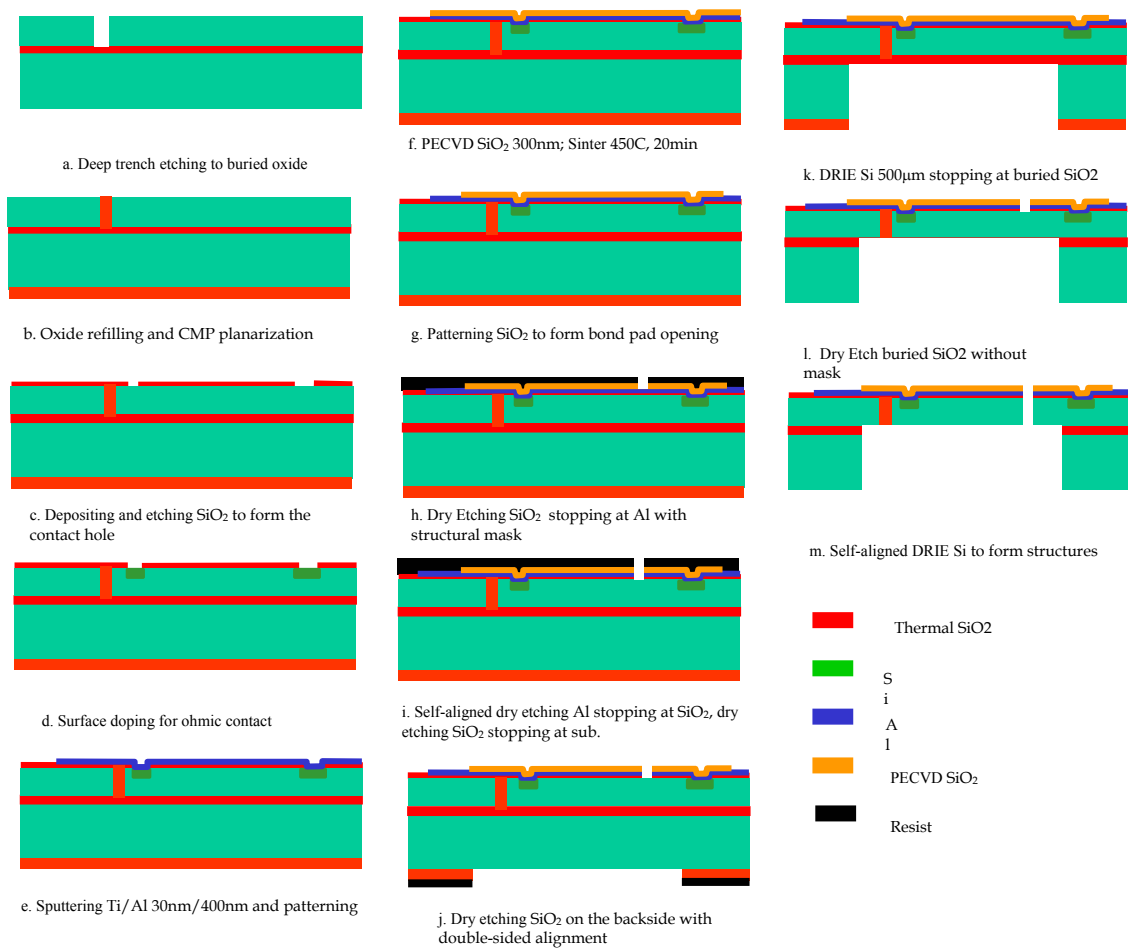 a. Deep trench etching to buried oxide
b. Oxide refilling and CMP planarization
c. Depositing and etching SiO₂ to form the
contact hole
d. Surface doping for ohmic contact
e. Sputtering Ti/Al 30nm/400nm and patterning
f. PECVD SiO₂ 300nm; Sinter 450C, 20min
g. Patterning SiO₂ to form bond pad opening
h. Dry Etching SiO₂ stopping at Al with
structural mask
i. Self-aligned dry etching Al stopping at SiO₂, dry
etching SiO₂ stopping at sub.
j. Dry etching SiO₂ on the backside with
double-sided alignment
k. DRIE Si 500µm stopping at buried SiO2
l. Dry Etch buried SiO2 without
mask
m. Self-aligned DRIE Si to form structures
Thermal SiO2
S
i
A
l
PECVD SiO₂
Resist